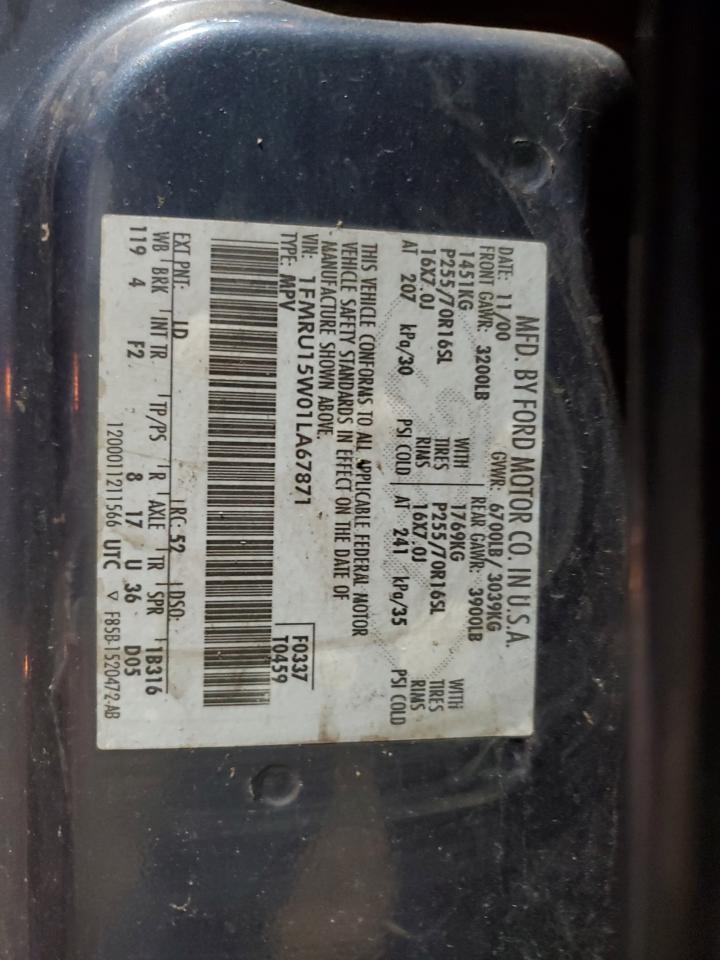 MFD. BY FORD MOTOR CO. IN U.S.A.
DATE: 11/00 GVWR: 6700LB/ 3039KG
FRONT GAWR: 3200LB REAR GAWR: 3900LB
1451KG WITH 1769KG WITH
P255/70R16SL TIRES P255/70R16SL TIRES
16X7.0J RIMS 16X7.0J RIMS
AT 207 kPa/30 PSI COLD AT 241 kPa/35 PSI COLD
THIS VEHICLE CONFORMS TO ALL APPLICABLE FEDERAL MOTOR
VEHICLE SAFETY STANDARDS IN EFFECT ON THE DATE OF
MANUFACTURE SHOWN ABOVE.
VIN: 1FMRU15W01LA67871 F0337
TYPE: MPV T0459
EXT PNT: LD RC: 52 DSO:
WB BRK INT TR TP/PS R AXLE TR SPR 1B316
119 4 F2 8 17 U 36 D05
1200011211566 UTC ▽ F85B-1520472-AB